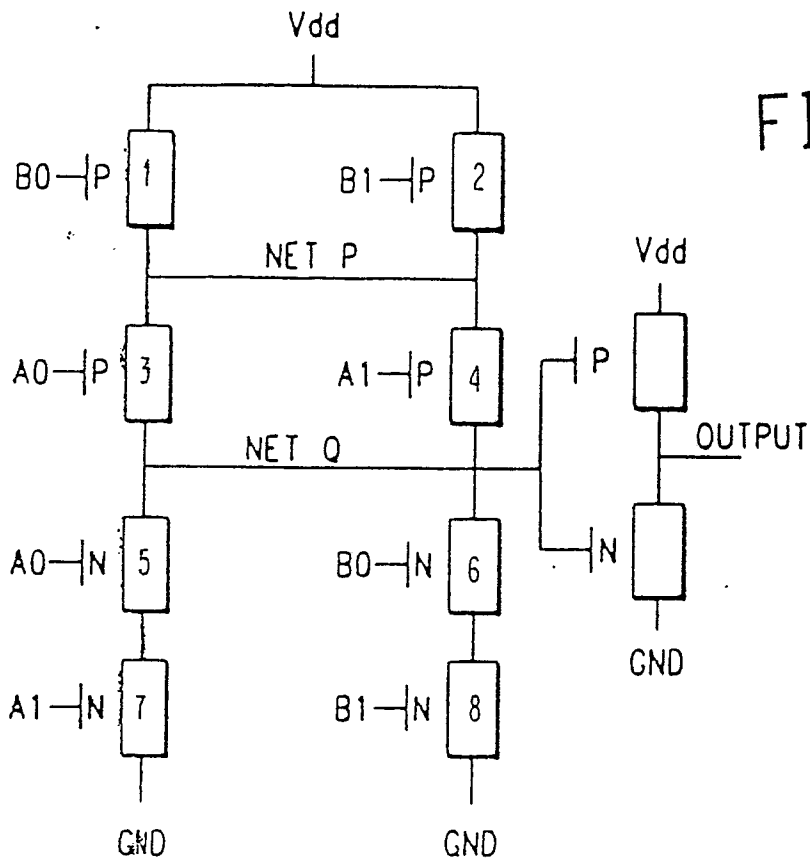 Vdd
FI
B0 P 1
B1 P 2
NET P
Vdd
A0 P 3
A1 P 4
P
NET Q
OUTPUT
A0 N 5
B0 N 6
N
A1 N 7
B1 N 8
GND
GND
GND